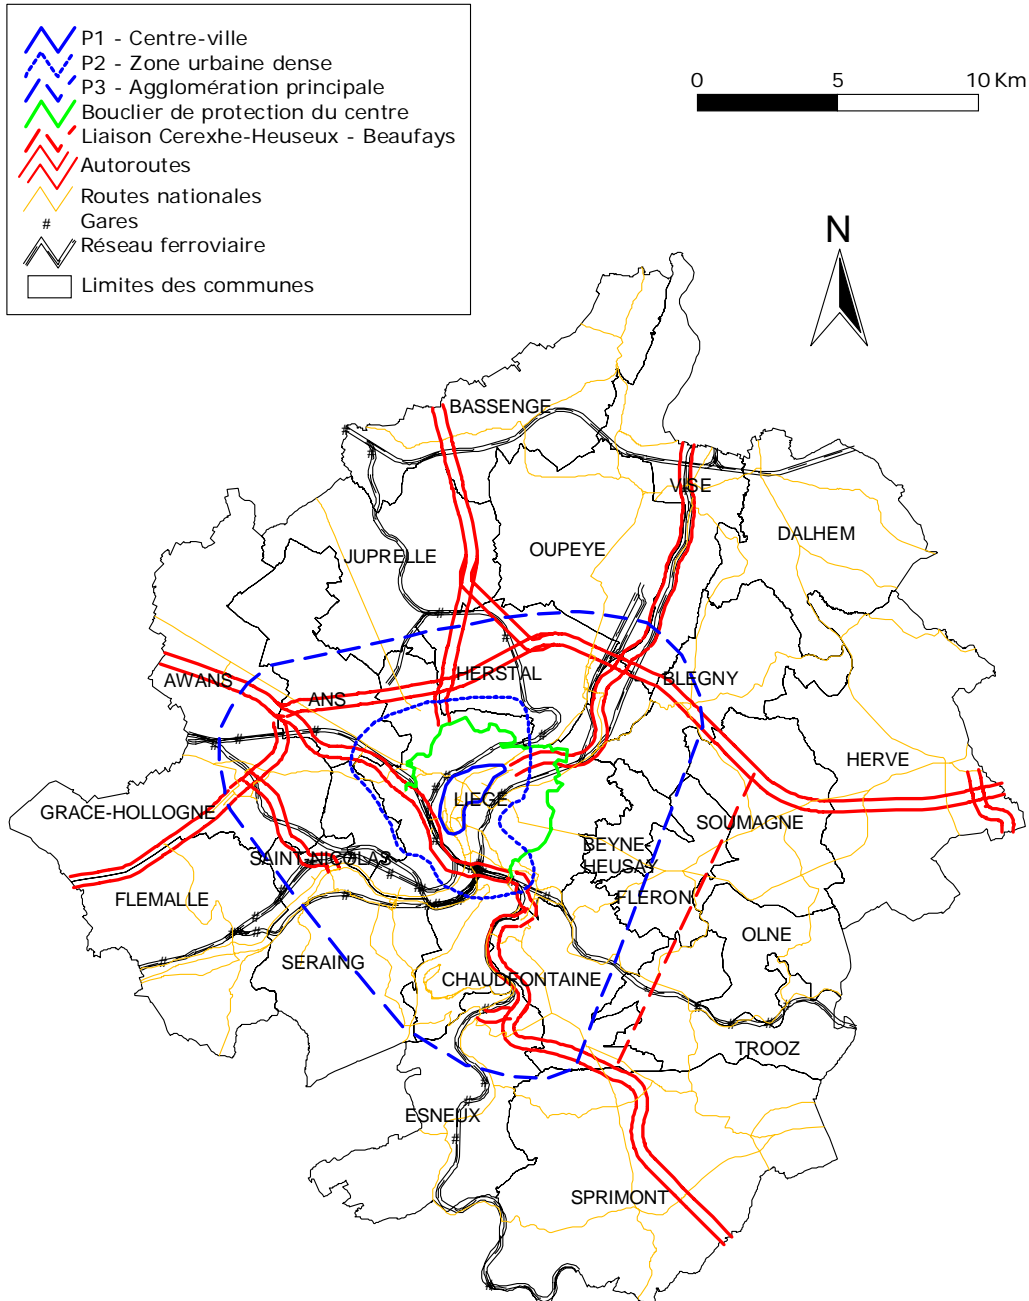 P1 - Centre-ville
P2 - Zone urbaine dense
P3 - Agglomération principale
Bouclier de protection du centre
Liaison Cerexhe-Heuseux - Beaufays
Autoroutes
Routes nationales
# Gares
Réseau ferroviaire
Limites des communes
0 5 10 Km
N
BASSENGE
VISE
DALHEM
OUPEYE
JUPRELLE
HERSTAL
BLEGNY
AWANS
ANS
HERVE
LIEGE
GRACE-HOLLOGNE
SOUMAGNE
BEYNE-
HEUSAY
SAINT-NICOLAS
FLERON
FLEMALLE
OLNE
SERAING
CHAUDFONTAINE
TROOZ
ESNEUX
SPRIMONT